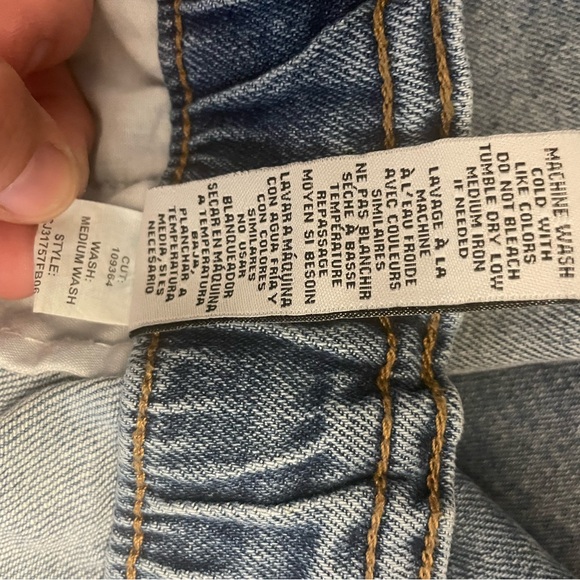 MACHINE WASH
COLD WITH
LIKE COLORS
DO NOT BLEACH
TUMBLE DRY LOW
MEDIUM IRON
IF NEEDED
LAVAGE À LA
MACHINE
À L'EAU FROIDE
AVEC COULEURS
SIMILAIRES
NE PAS BLANCHIR
SÉCHE À BASSE
TEMPÉRATURE
REPASSAGE
MOYEN SI BESOIN
LAVAR A MÁQUINA
CON AGUA FRIA Y
CON COLORES
SIMILARES
NO USAR
BLANQUEADOR
SECAR EN MÁQUINA
A TEMPERATURA
BAJA,
PLANCHAR A
MEDIA, SI ES
NECESARIO
CUT:
109364
WASH:
MEDIUM WASH
STYLE: